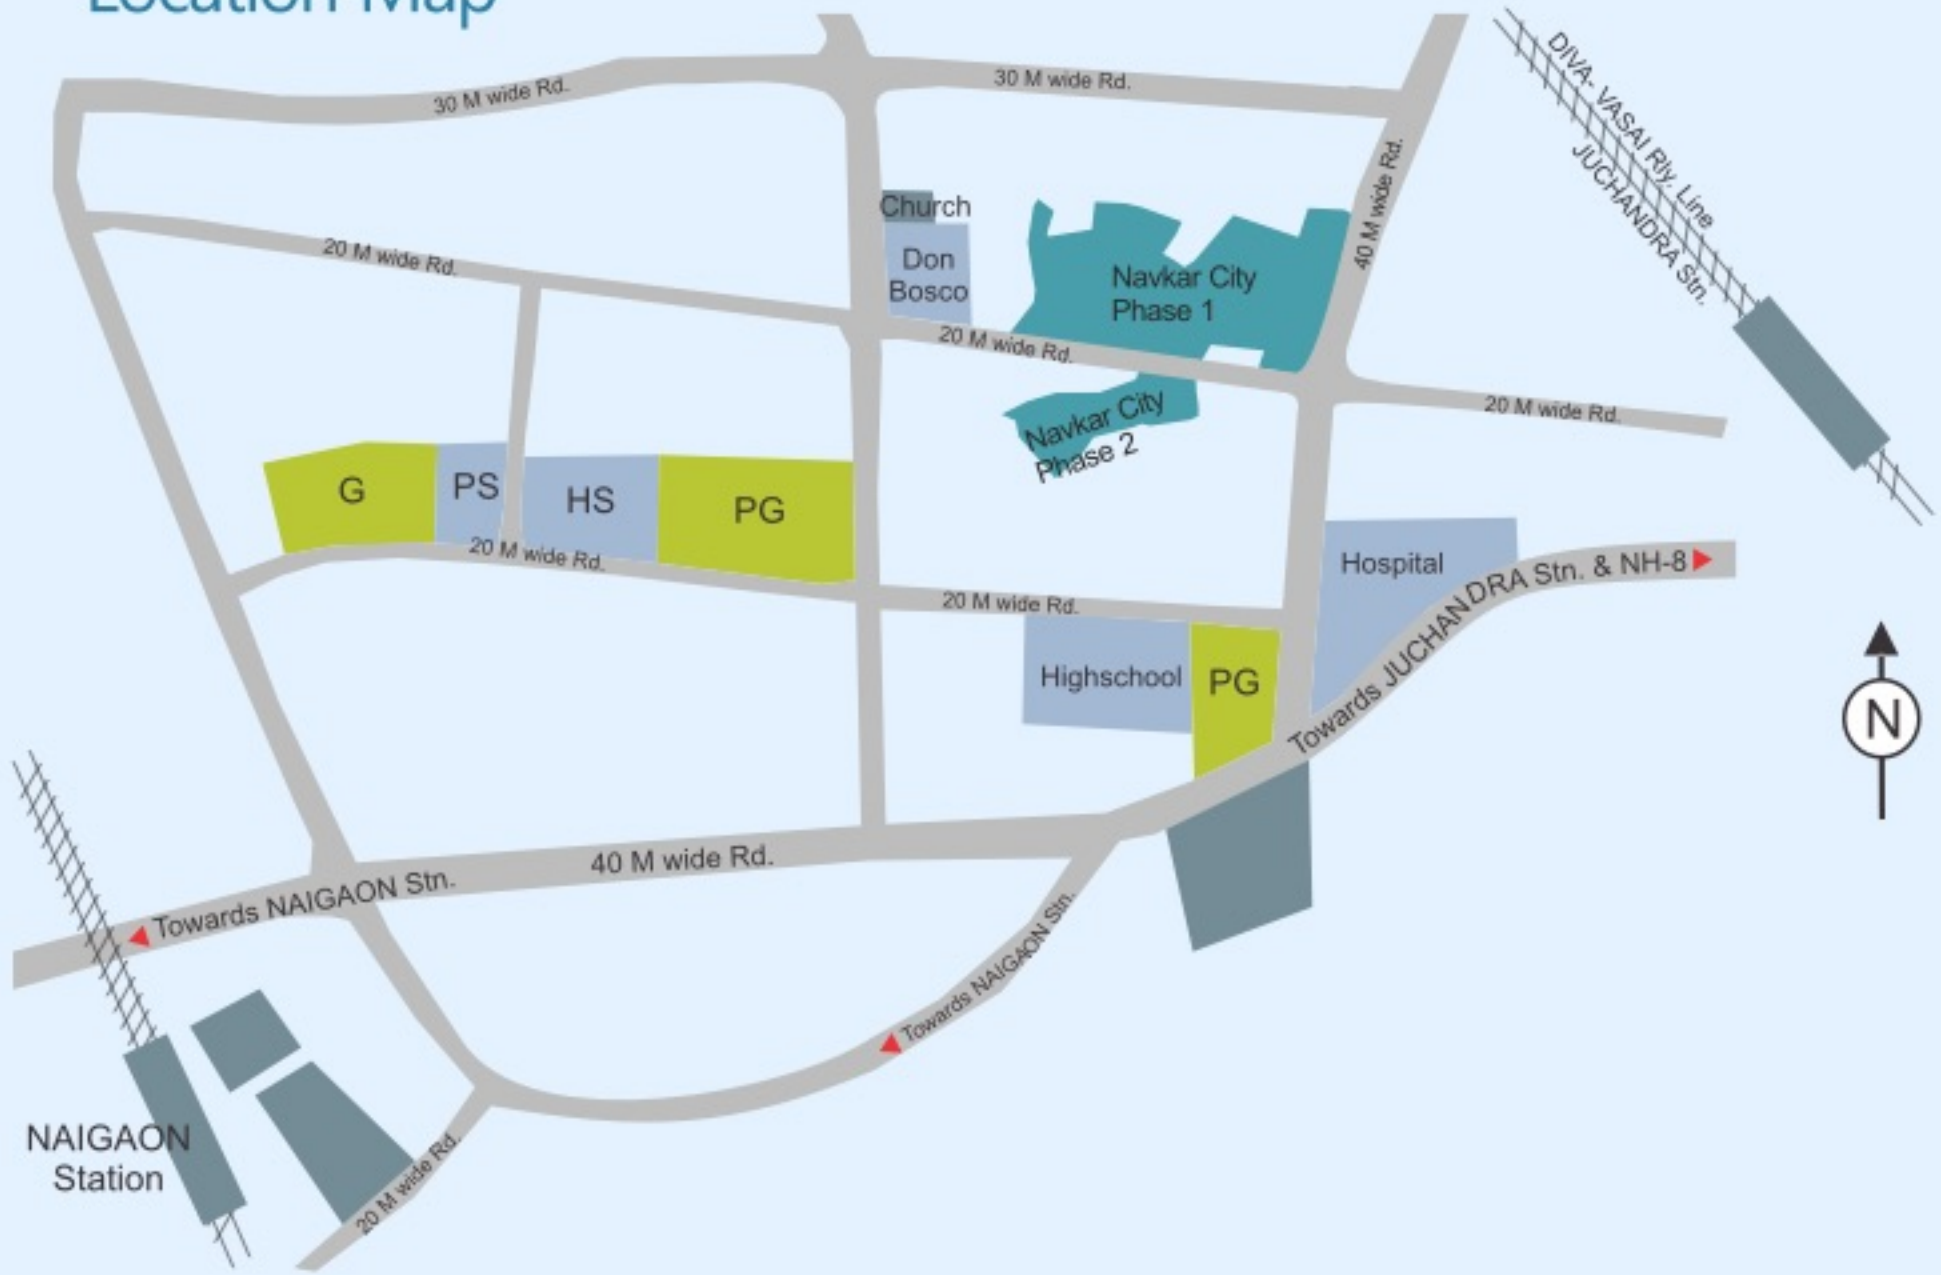 Location Map
30 M wide Rd.
30 M wide Rd.
DIVA- VASAI Rly. Line
JUCHANDRA Stn.
40 M wide Rd.
Church
Don
Bosco
20 M wide Rd.
Navkar City
Phase 1
20 M wide Rd.
20 M wide Rd.
Navkar City
Phase 2
G
PS
HS
PG
20 M wide Rd.
Hospital
Towards JUCHANDRA Stn. & NH-8
20 M wide Rd.
Highschool
PG
N
40 M wide Rd.
Towards NAIGAON Stn.
Towards NAIGAON Stn.
NAIGAON
Station
20 M wide Rd.